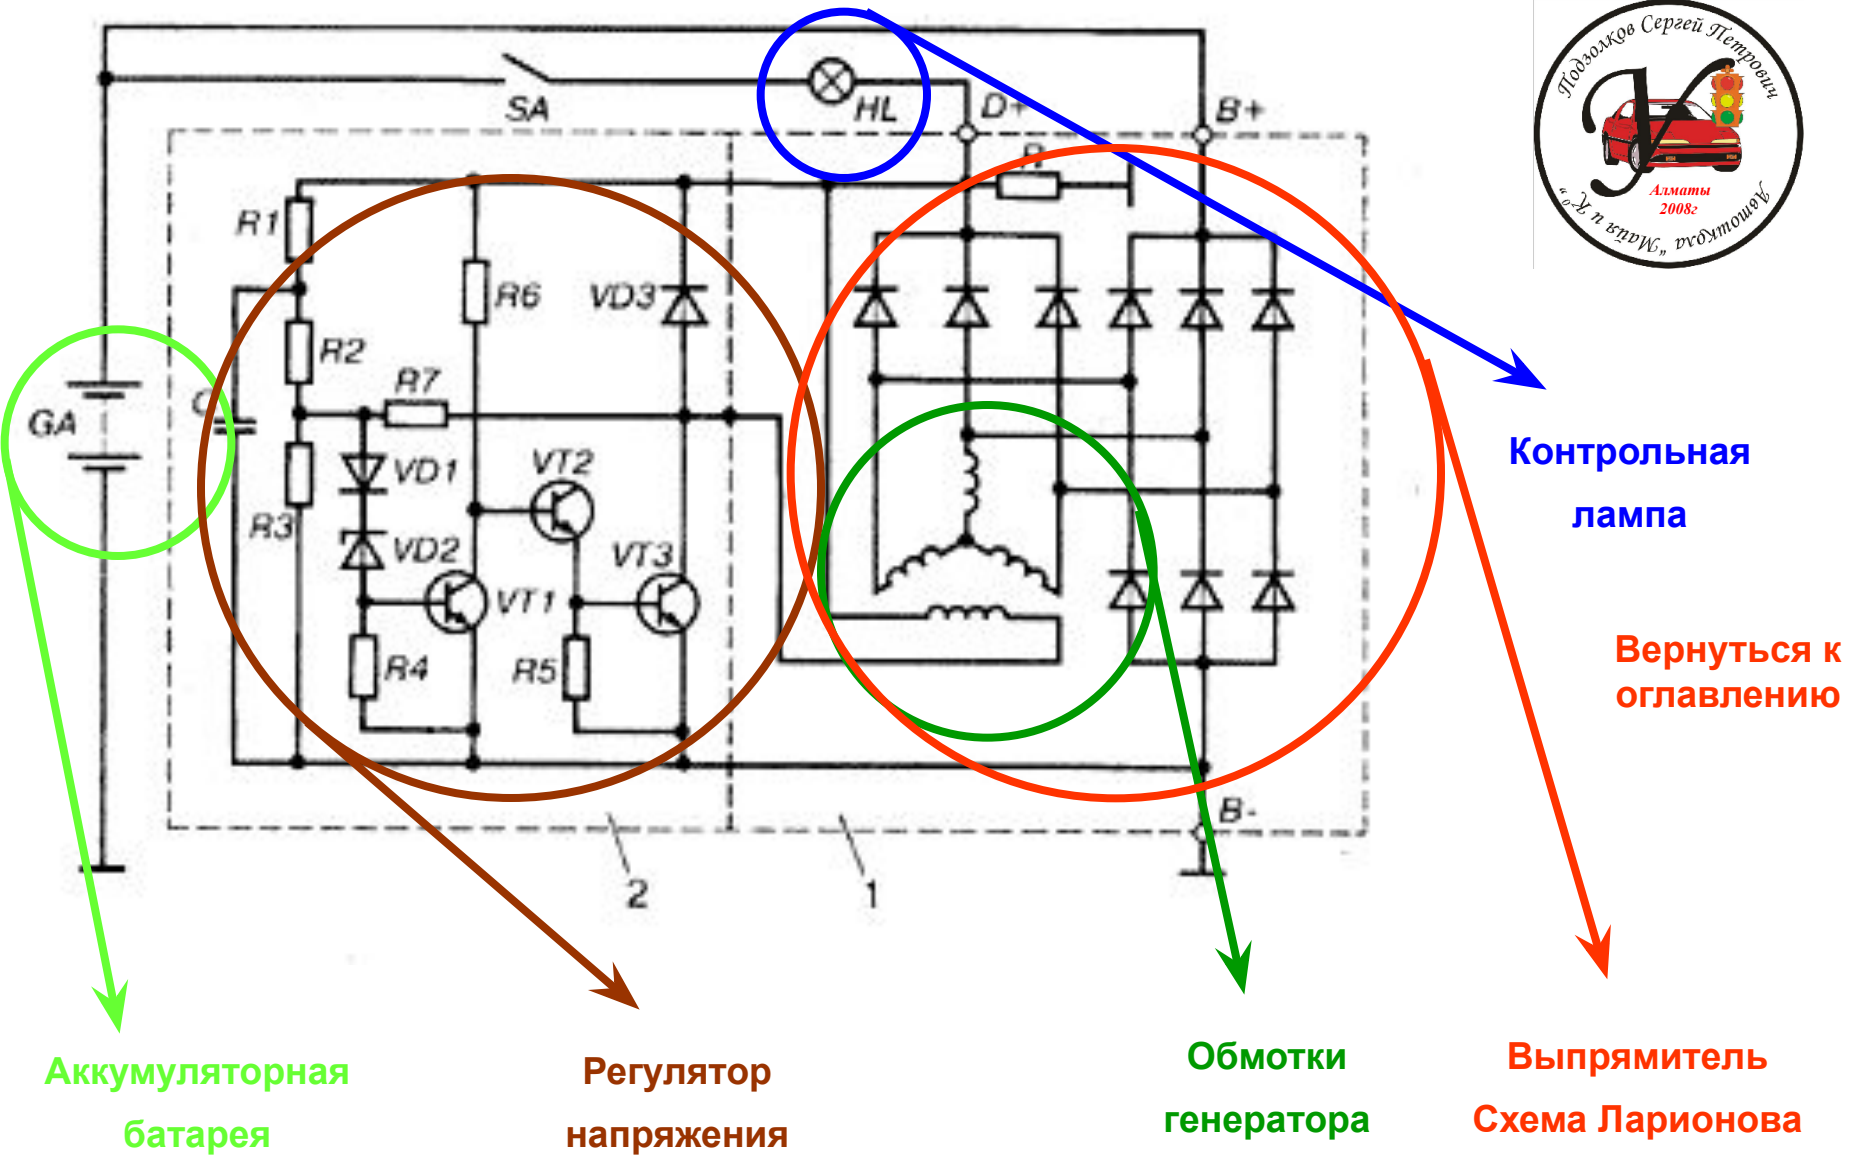 SA
HL
D+
B+
R
R1
R6
VD3
R2
R7
C
GA
VD1
VT2
R3
VD2
VT3
VT1
R4
R5
B-
2
1
Подзолков Сергей Петрович
У
Алматы
2008г
Автошкола "Майя и К°"
Контрольная
лампа
Вернуться к
оглавлению
Аккумуляторная
батарея
Регулятор
напряжения
Обмотки
генератора
Выпрямитель
Схема Ларионова